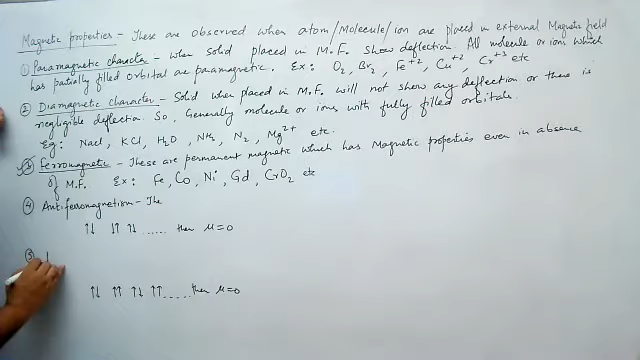 Magnetic properties - These are observed when atom/Molecule/ion are placed in external Magnetic field
① Paramagnetic character - When solid placed in M.F. show deflection. All molecule or ions which
has partially filled orbital are paramagnetic. Ex: O₂, Br₂, Fe⁺², Cu⁺², Cr⁺³ etc
② Diamagnetic character - Solid when placed in M.F. will not show any deflection or there is
negligible deflection. So, Generally molecule or ions with fully filled orbitals.
Eg: Nacl, KCl, H₂O, NH₃, N₂, Mg²⁺ etc.
③ Ferromagnetic - These are permanent magnetic which has Magnetic properties even in absence
of M.F. Ex: Fe, Co, Ni, Gd, CrO₂ etc
④ Antiferromagnetism - The
↑↓ ↓↑ ↑↓ ...... then μ=0
⑤
↑↓ ↑↑ ↑↓ ↑↑ ..... then μ=0